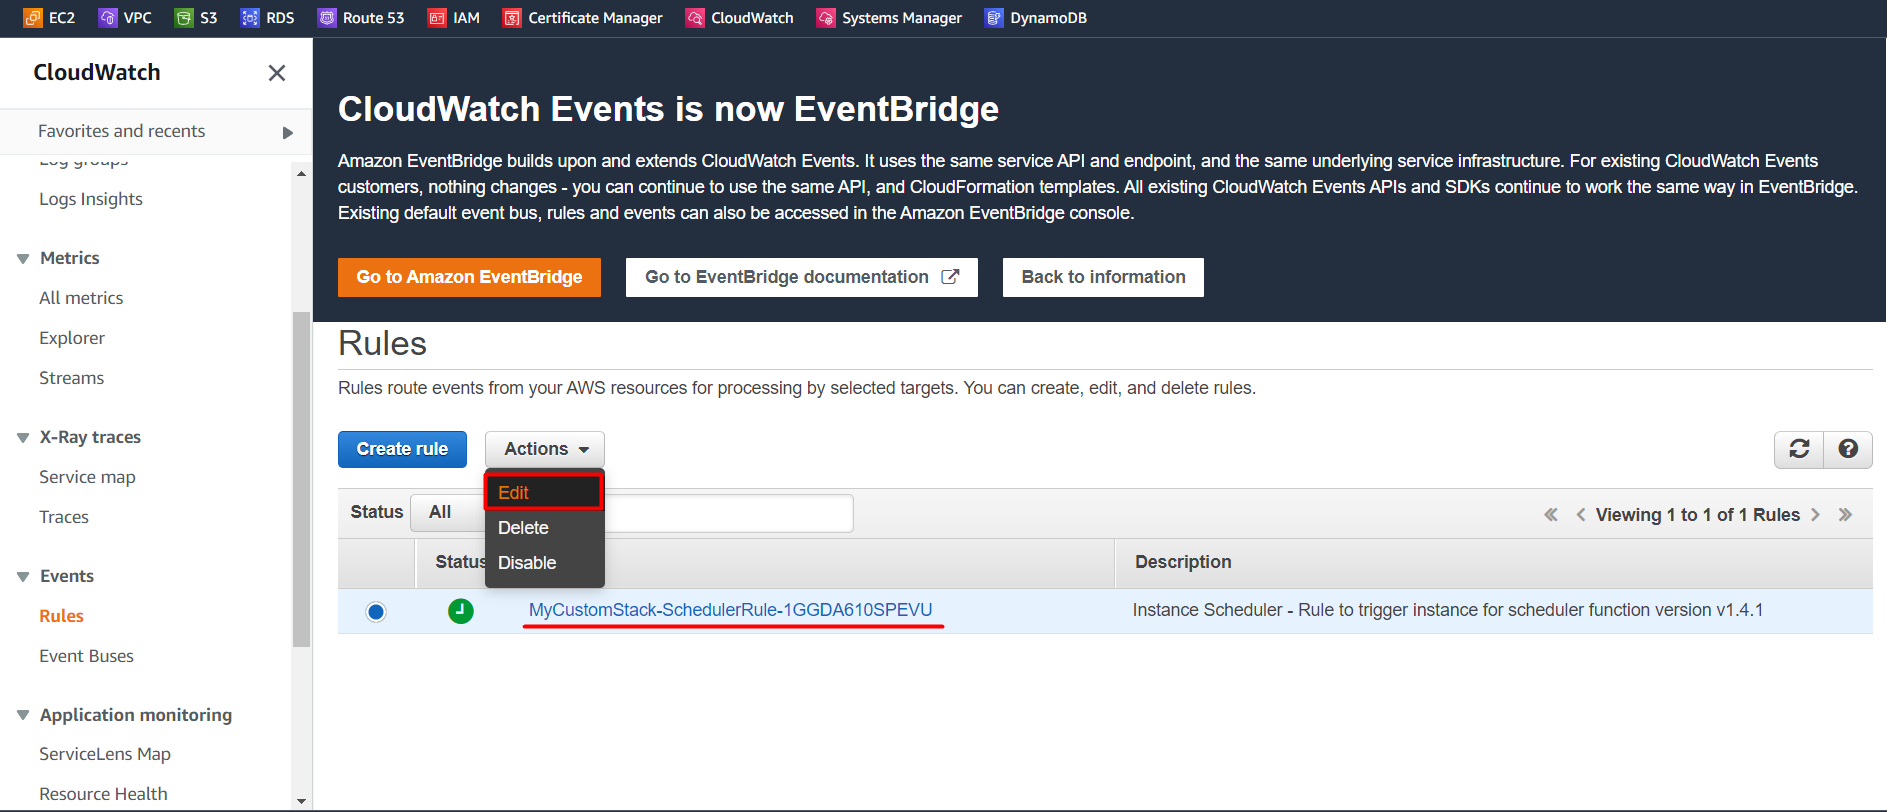 EC2 VPC S3 RDS Route 53 IAM Certificate Manager CloudWatch Systems Manager DynamoDB
CloudWatch
Favorites and recents
Log groups
Logs Insights
Metrics
All metrics
Explorer
Streams
X-Ray traces
Service map
Traces
Events
Rules
Event Buses
Application monitoring
ServiceLens Map
Resource Health
CloudWatch Events is now EventBridge
Amazon EventBridge builds upon and extends CloudWatch Events. It uses the same service API and endpoint, and the same underlying service infrastructure. For existing CloudWatch Events
customers, nothing changes - you can continue to use the same API, and CloudFormation templates. All existing CloudWatch Events APIs and SDKs continue to work the same way in EventBridge.
Existing default event bus, rules and events can also be accessed in the Amazon EventBridge console.
Go to Amazon EventBridge Go to EventBridge documentation Back to information
Rules
Rules route events from your AWS resources for processing by selected targets. You can create, edit, and delete rules.
Create rule Actions
Edit
Delete
Disable
Status All « < Viewing 1 to 1 of 1 Rules > »
Status Description
MyCustomStack-SchedulerRule-1GGDA610SPEVU Instance Scheduler - Rule to trigger instance for scheduler function version v1.4.1